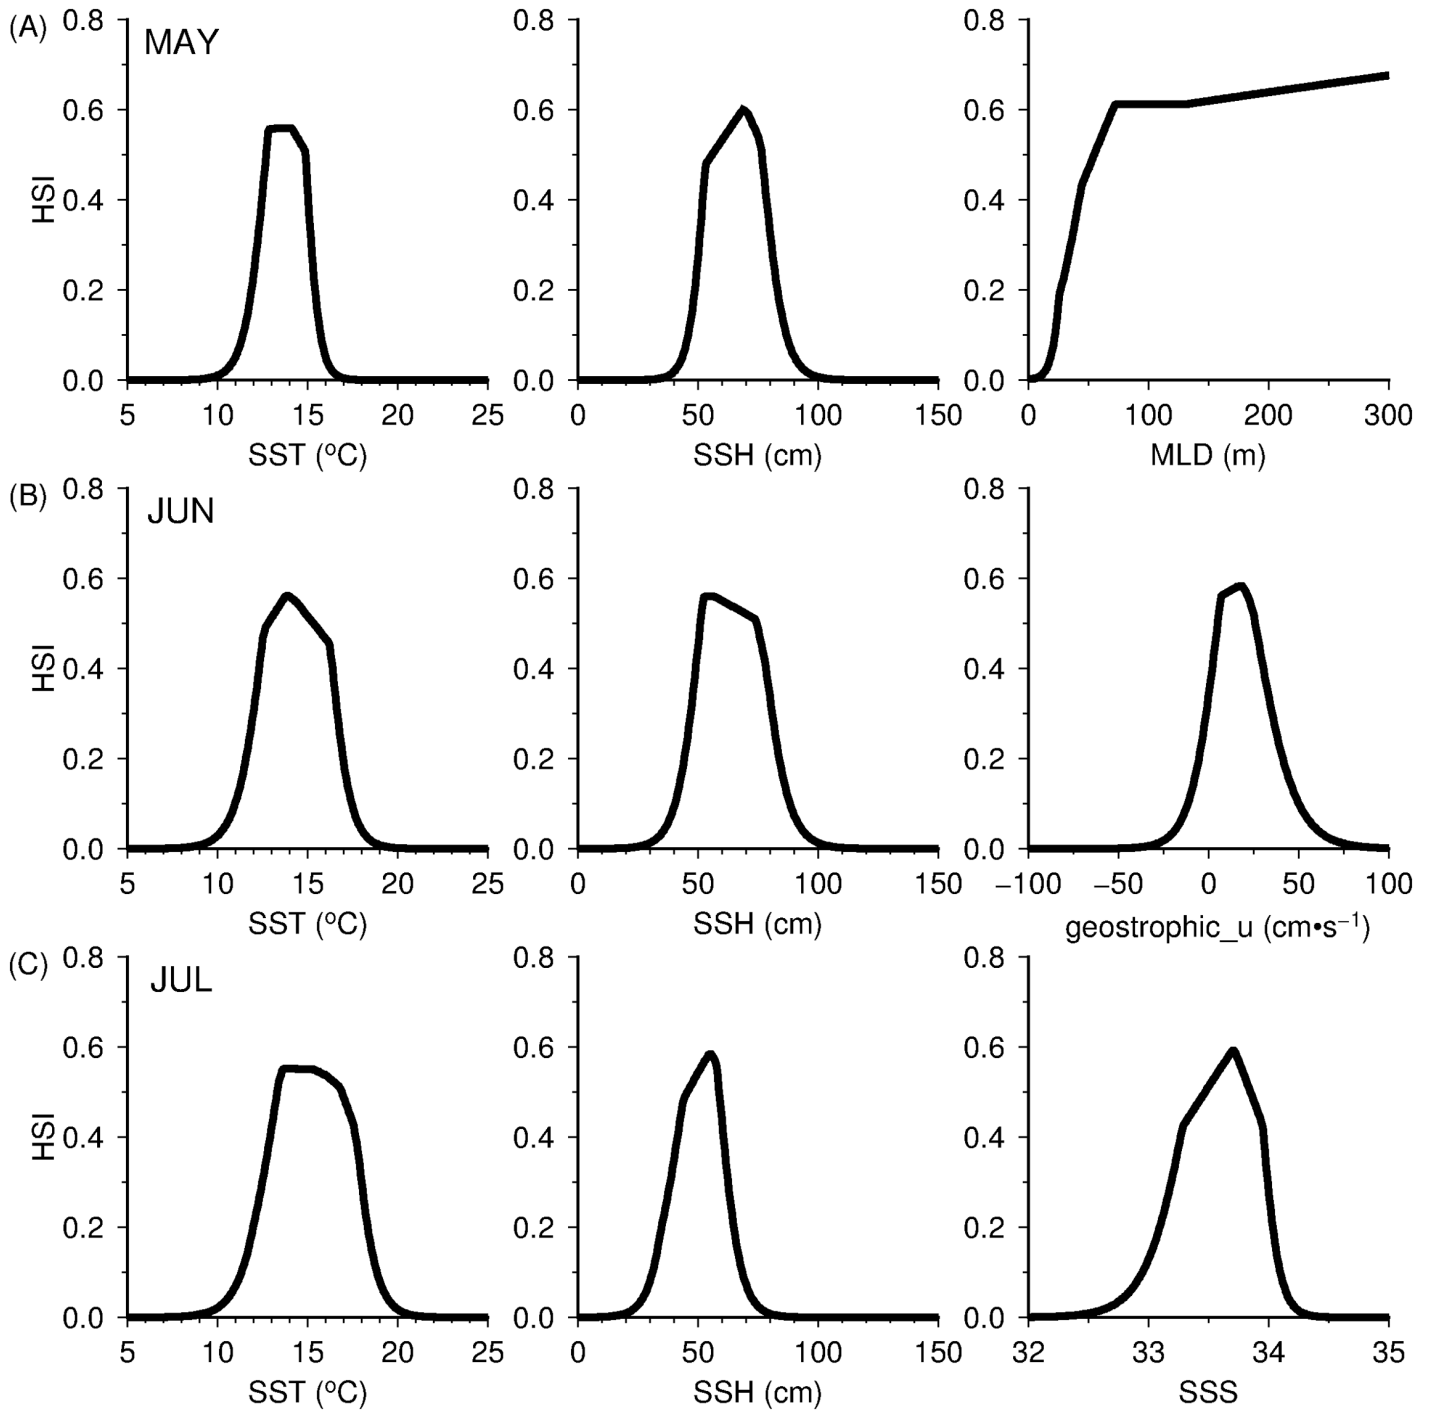 (A)
MAY
HSI
0.8 0.6 0.4 0.2 0.0
5 10 15 20 25
SST (°C)
0.8 0.6 0.4 0.2 0.0
0 50 100 150
SSH (cm)
0.8 0.6 0.4 0.2 0.0
0 100 200 300
MLD (m)
(B)
JUN
HSI
0.8 0.6 0.4 0.2 0.0
5 10 15 20 25
SST (°C)
0.8 0.6 0.4 0.2 0.0
0 50 100 150
SSH (cm)
0.8 0.6 0.4 0.2 0.0
−100 −50 0 50 100
geostrophic_u (cm•s⁻¹)
(C)
JUL
HSI
0.8 0.6 0.4 0.2 0.0
5 10 15 20 25
SST (°C)
0.8 0.6 0.4 0.2 0.0
0 50 100 150
SSH (cm)
0.8 0.6 0.4 0.2 0.0
32 33 34 35
SSS